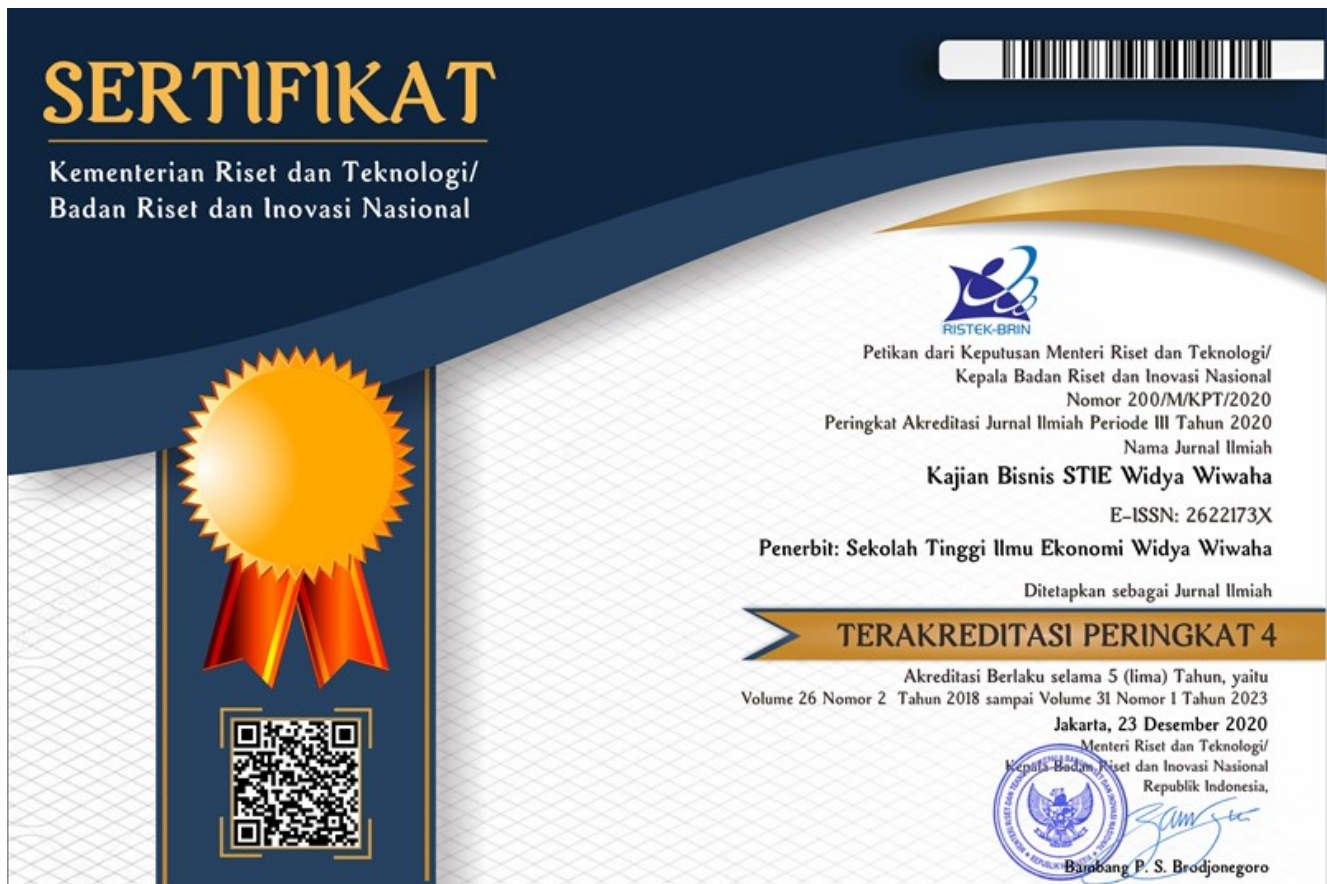 SERTIFIKAT
Kementerian Riset dan Teknologi/
Badan Riset dan Inovasi Nasional
RISTEK-BRIN
Petikan dari Keputusan Menteri Riset dan Teknologi/
Kepala Badan Riset dan Inovasi Nasional
Nomor 200/M/KPT/2020
Peringkat Akreditasi Jurnal Ilmiah Periode III Tahun 2020
Nama Jurnal Ilmiah
Kajian Bisnis STIE Widya Wiwaha
E-ISSN: 2622173X
Penerbit: Sekolah Tinggi Ilmu Ekonomi Widya Wiwaha
Ditetapkan sebagai Jurnal Ilmiah
TERAKREDITASI PERINGKAT 4
Akreditasi Berlaku selama 5 (lima) Tahun, yaitu
Volume 26 Nomor 2 Tahun 2018 sampai Volume 31 Nomor 1 Tahun 2023
Jakarta, 23 Desember 2020
Menteri Riset dan Teknologi/
Kepala Badan Riset dan Inovasi Nasional
Republik Indonesia,
Bambang P. S. Brodjonegoro